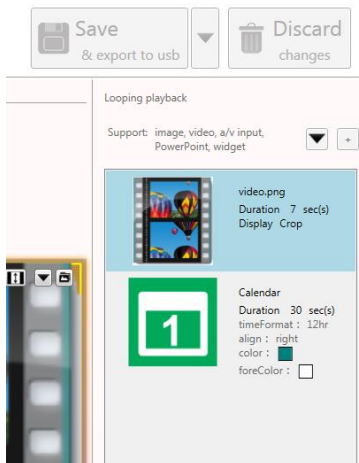 Save
& export to usb
Discard
changes
Looping playback
Support: image, video, a/v input,
PowerPoint, widget
+
video.png
Duration 7 sec(s)
Display Crop
1
Calendar
Duration 30 sec(s)
timeFormat : 12hr
align : right
color :
foreColor :